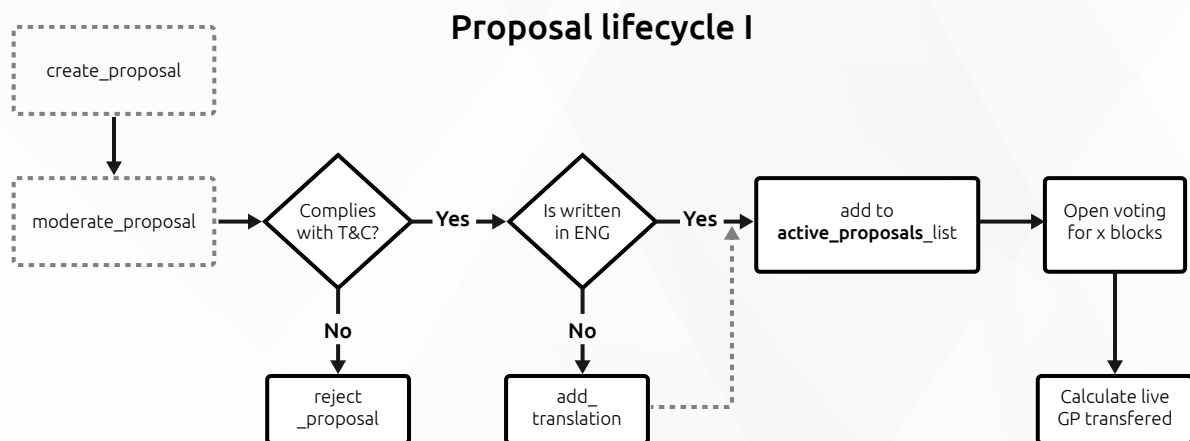 Proposal lifecycle I
create_proposal
moderate_proposal
Complies
with T&C?
Yes
Is written
in ENG
Yes
add to
active_proposals_list
Open voting
for x blocks
No
No
reject
_proposal
add_
translation
Calculate live
GP transfered